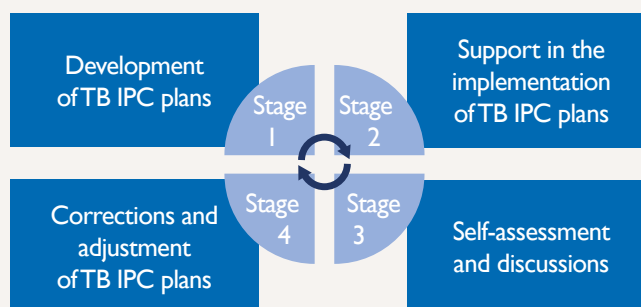 Development
of TB IPC plans
Stage
1
Stage
2
Support in the
implementation
of TB IPC plans
Corrections and
adjustment
of TB IPC plans
Stage
4
Stage
3
Self-assessment
and discussions